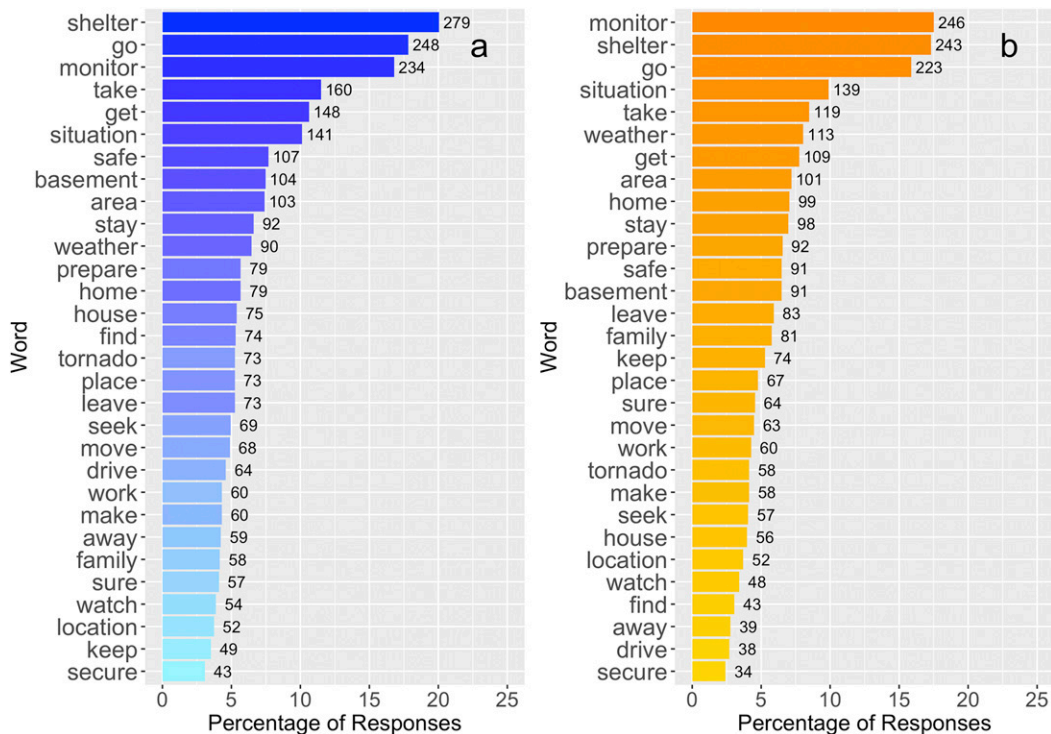 a
Word
shelter 279
go 248
monitor 234
take 160
get 148
situation 141
safe 107
basement 104
area 103
stay 92
weather 90
prepare 79
home 79
house 75
find 74
tornado 73
place 73
leave 73
seek 69
move 68
drive 64
work 60
make 60
away 59
family 58
sure 57
watch 54
location 52
keep 49
secure 43
0 5 10 15 20 25
Percentage of Responses
b
Word
monitor 246
shelter 243
go 223
situation 139
take 119
weather 113
get 109
area 101
home 99
stay 98
prepare 92
safe 91
basement 91
leave 83
family 81
keep 74
place 67
sure 64
move 63
work 60
tornado 58
make 58
seek 57
house 56
location 52
watch 48
find 43
away 39
drive 38
secure 34
0 5 10 15 20 25
Percentage of Responses